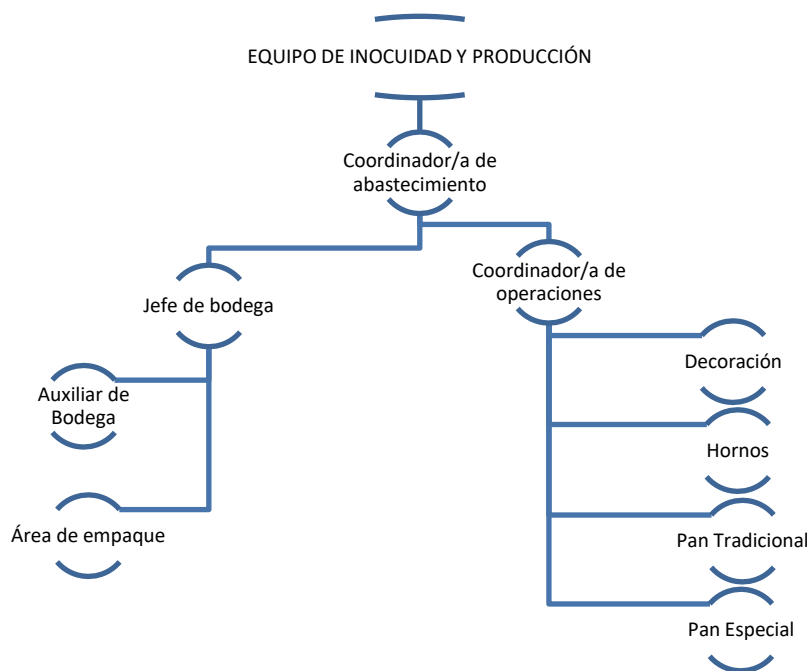 EQUIPO DE INOCUIDAD Y PRODUCCIÓN
Coordinador/a de
abastecimiento
Jefe de bodega
Auxiliar de
Bodega
Área de empaque
Coordinador/a de
operaciones
Decoración
Hornos
Pan Tradicional
Pan Especial